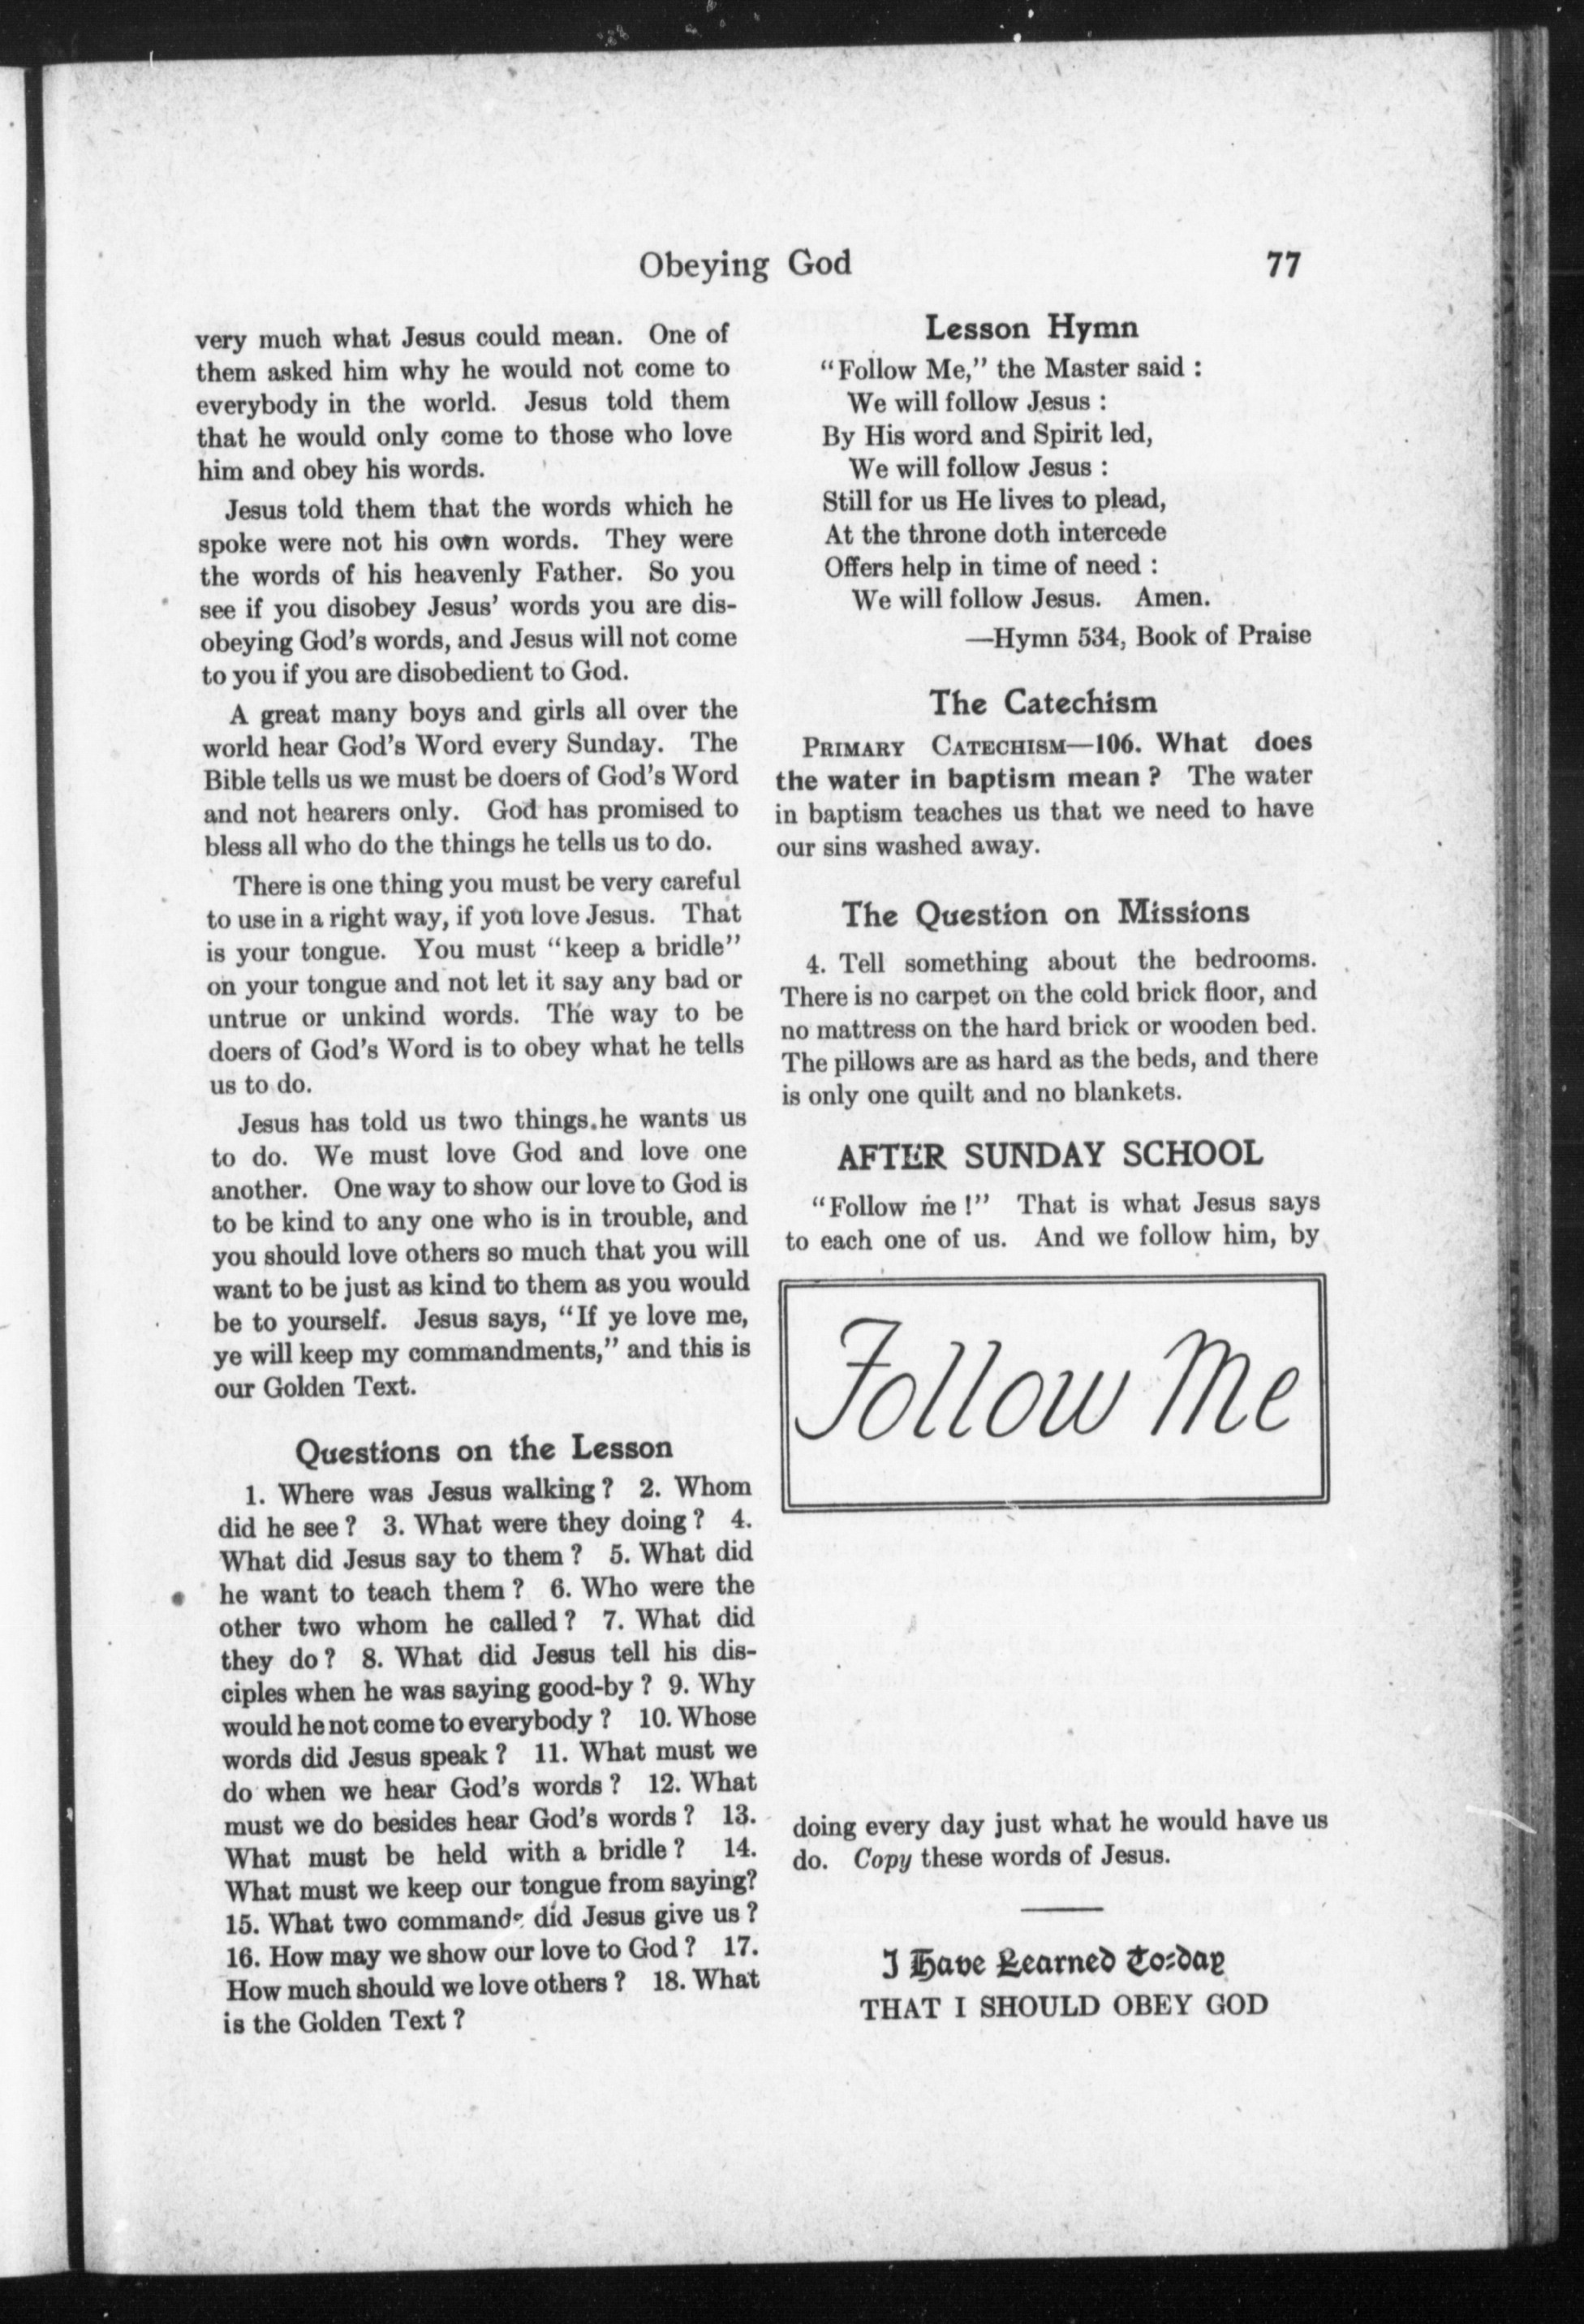 Obeying God 77
very much what Jesus could mean. One of
them asked him why he would not come to
everybody in the world. Jesus told them
that he would only come to those who love
him and obey his words.
Jesus told them that the words which he
spoke were not his own words. They were
the words of his heavenly Father. So you
see if you disobey Jesus' words you are dis-
obeying God's words, and Jesus will not come
to you if you are disobedient to God.
A great many boys and girls all over the
world hear God's Word every Sunday. The
Bible tells us we must be doers of God's Word
and not hearers only. God has promised to
bless all who do the things he tells us to do.
There is one thing you must be very careful
to use in a right way, if you love Jesus. That
is your tongue. You must "keep a bridle"
on your tongue and not let it say any bad or
untrue or unkind words. The way to be
doers of God's Word is to obey what he tells
us to do.
Jesus has told us two things he wants us
to do. We must love God and love one
another. One way to show our love to God is
to be kind to any one who is in trouble, and
you should love others so much that you will
want to be just as kind to them as you would
be to yourself. Jesus says, "If ye love me,
ye will keep my commandments," and this is
our Golden Text.
Questions on the Lesson
1. Where was Jesus walking ? 2. Whom
did he see ? 3. What were they doing ? 4.
What did Jesus say to them ? 5. What did
he want to teach them ? 6. Who were the
other two whom he called ? 7. What did
they do ? 8. What did Jesus tell his dis-
ciples when he was saying good-by ? 9. Why
would he not come to everybody ? 10. Whose
words did Jesus speak ? 11. What must we
do when we hear God's words ? 12. What
must we do besides hear God's words ? 13.
What must be held with a bridle ? 14.
What must we keep our tongue from saying?
15. What two commands did Jesus give us ?
16. How may we show our love to God ? 17.
How much should we love others ? 18. What
is the Golden Text ?
Lesson Hymn
"Follow Me," the Master said :
We will follow Jesus :
By His word and Spirit led,
We will follow Jesus :
Still for us He lives to plead,
At the throne doth intercede
Offers help in time of need :
We will follow Jesus. Amen.
—Hymn 534, Book of Praise
The Catechism
PRIMARY CATECHISM—106. What does
the water in baptism mean ? The water
in baptism teaches us that we need to have
our sins washed away.
The Question on Missions
4. Tell something about the bedrooms.
There is no carpet on the cold brick floor, and
no mattress on the hard brick or wooden bed.
The pillows are as hard as the beds, and there
is only one quilt and no blankets.
AFTER SUNDAY SCHOOL
"Follow me !" That is what Jesus says
to each one of us. And we follow him, by
Follow Me
doing every day just what he would have us
do. Copy these words of Jesus.
I Have Learned To-day
THAT I SHOULD OBEY GOD